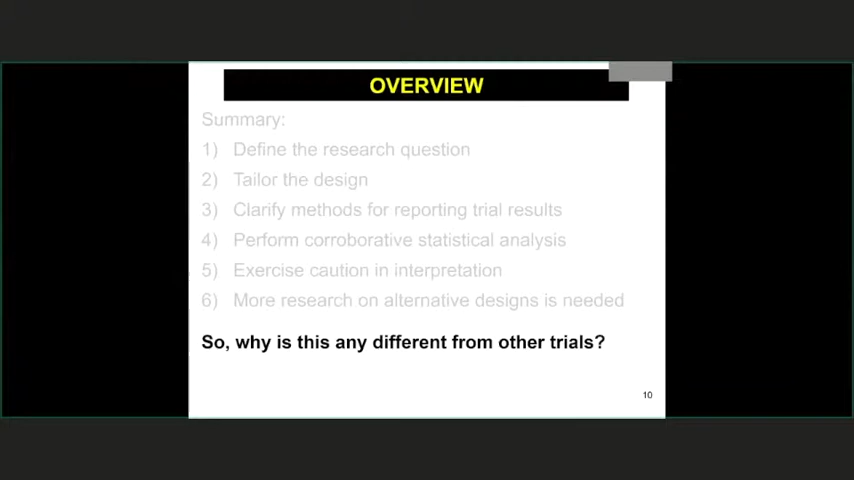 OVERVIEW
Summary:
1) Define the research question
2) Tailor the design
3) Clarify methods for reporting trial results
4) Perform corroborative statistical analysis
5) Exercise caution in interpretation
6) More research on alternative designs is needed
So, why is this any different from other trials?
10